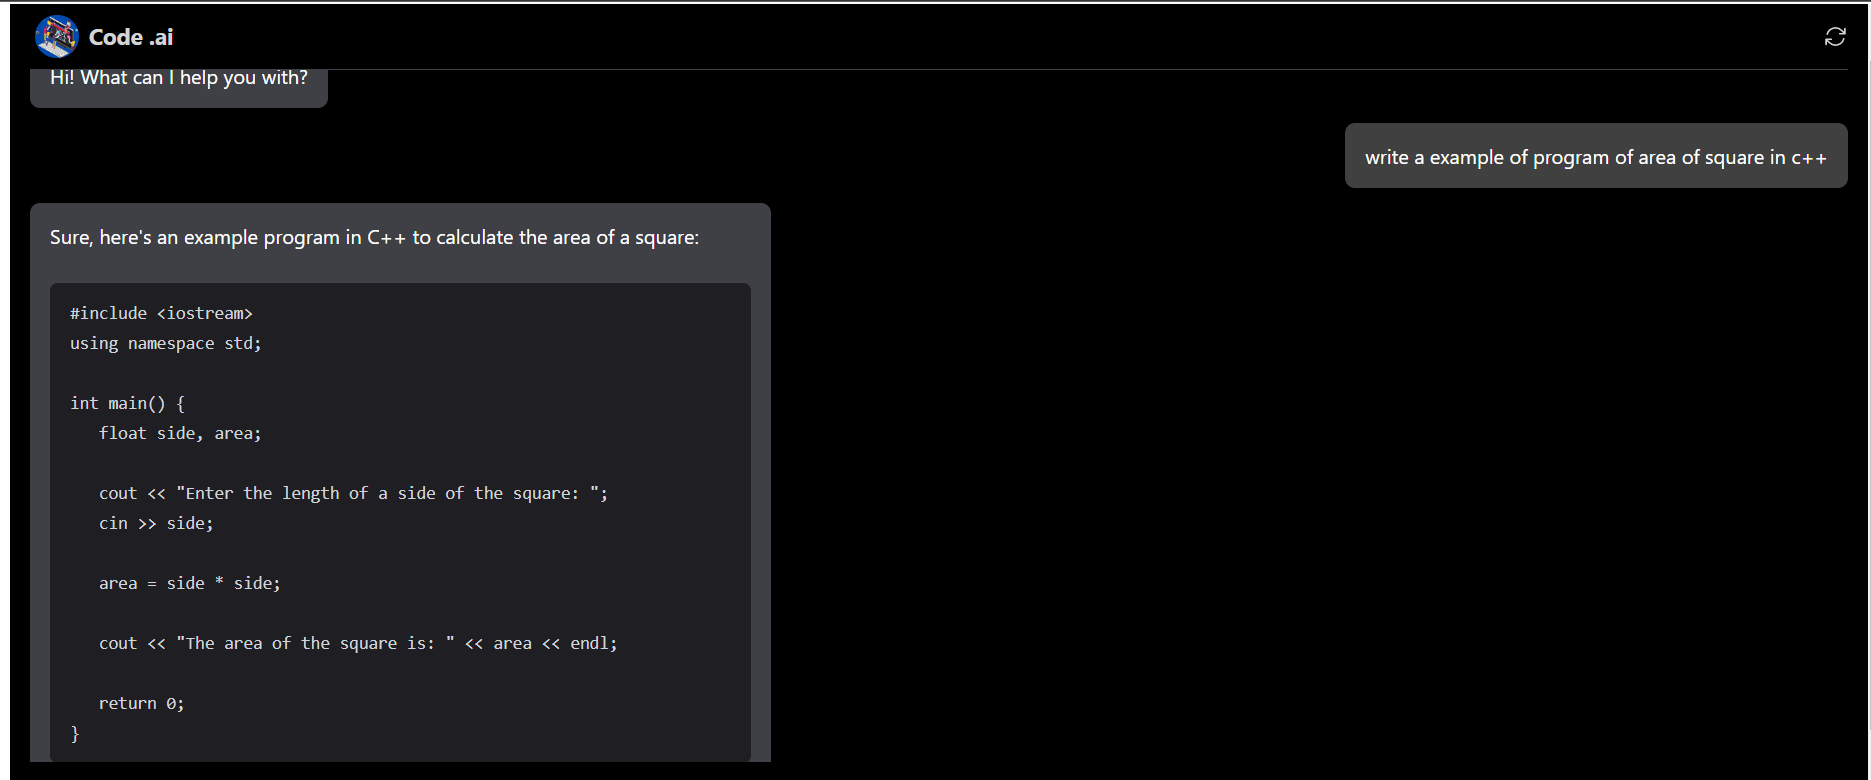 Code .ai
Hi! What can I help you with?
write a example of program of area of square in c++
Sure, here's an example program in C++ to calculate the area of a square:
#include <iostream>
using namespace std;
int main() {
   float side, area;
   cout << "Enter the length of a side of the square: ";
   cin >> side;
   area = side * side;
   cout << "The area of the square is: " << area << endl;
   return 0;
}